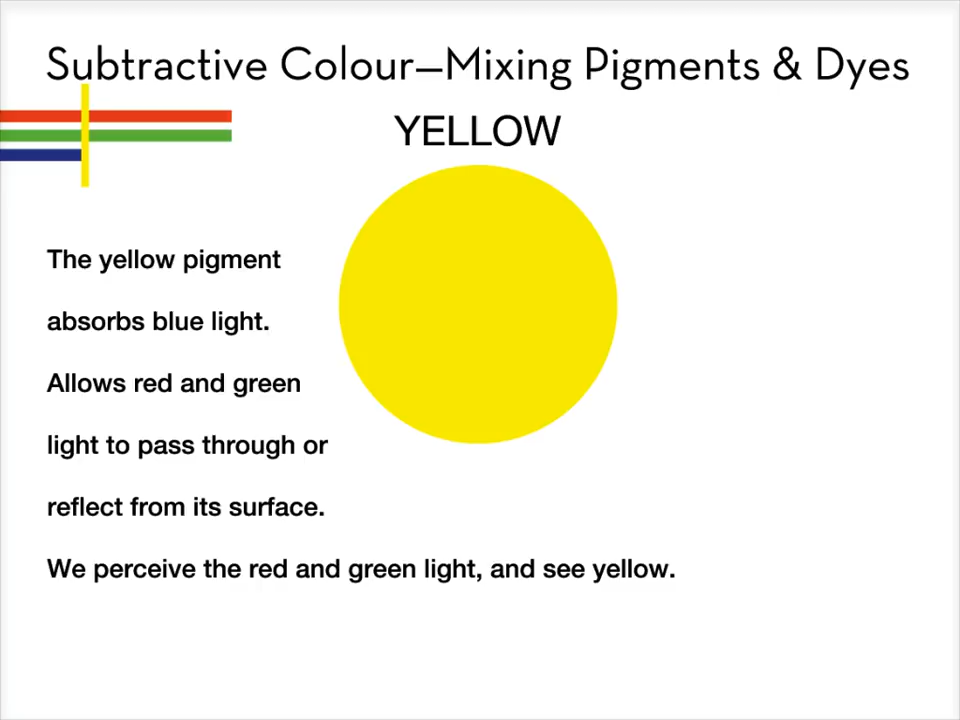 Subtractive Colour—Mixing Pigments & Dyes
YELLOW
The yellow pigment
absorbs blue light.
Allows red and green
light to pass through or
reflect from its surface.
We perceive the red and green light, and see yellow.